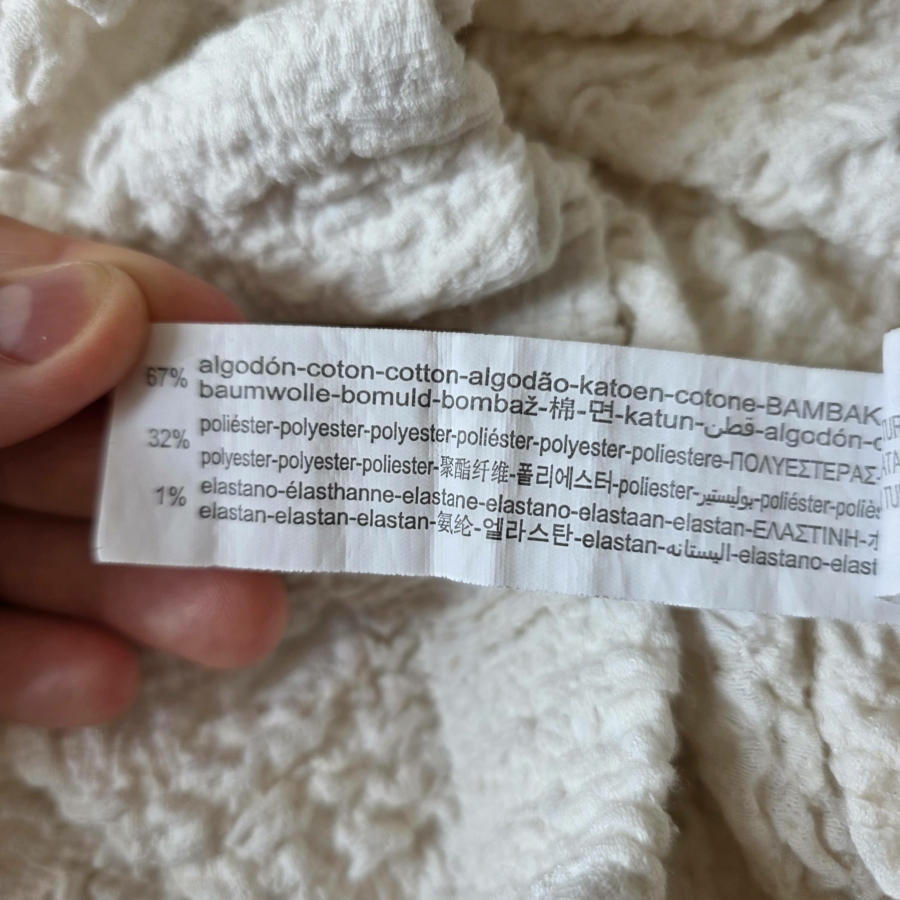 67% algodón-coton-cotton-algodão-katoen-cotone-BAMBAK
baumwolle-bomuld-bombaž-棉-면-katun-قطن-algodón-c
32% poliéster-polyester-polyester-poliéster-polyester-poliestere-ΠΟΛΥΕΣΤΕΡΑΣ-
polyester-polyester-poliester-聚酯纤维-폴리에스터-poliester-بوليستير-poliéster-poliès
1% elastano-élasthanne-elastane-elastano-elastaan-elastan-ΕΛΑΣΤΙΝΗ-
elastan-elastan-elastan-氨纶-엘라스탄-elastan-اليستانه-elastano-elast